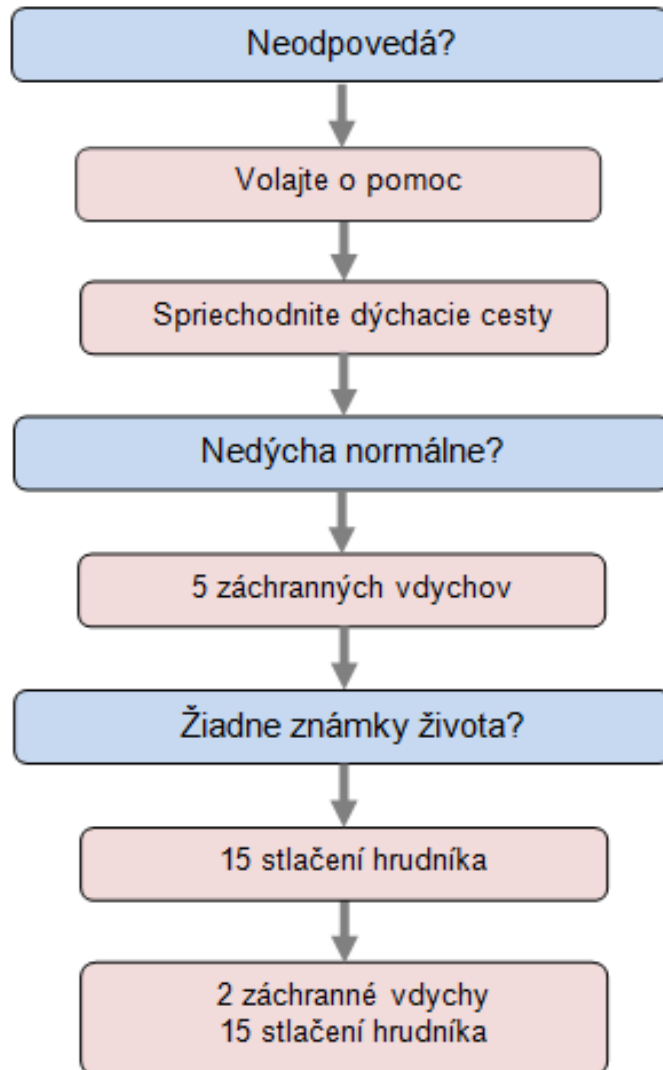 Neodpovedá?
Volajte o pomoc
Spriechodnite dýchacie cesty
Nedýcha normálne?
5 záchranných vdychov
Žiadne známky života?
15 stlačení hrudníka
2 záchranné vdychy
15 stlačení hrudníka